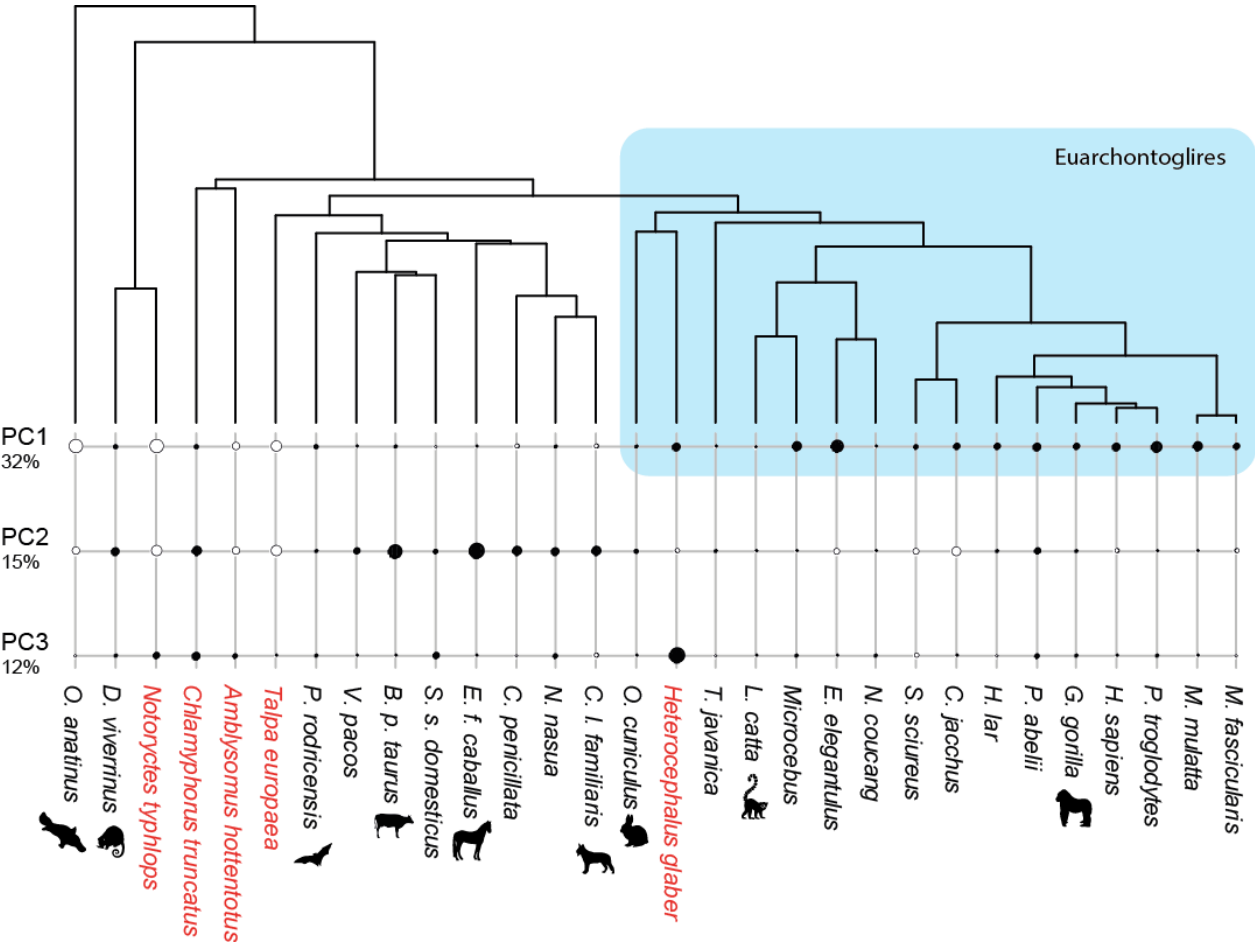 Euarchontoglires
PC1
32%
PC2
15%
PC3
12%
O. anatinus
D. viverrinus
Notoryctes typhlops
Chlamyphorus truncatus
Amblysomus hottentotus
Talpa europaea
P. rodricensis
V. pacos
B. p. taurus
S. s. domesticus
E. f. caballus
C. penicillata
N. nasua
C. l. familiaris
O. cuniculus
Heterocephalus glaber
T. javanica
L. catta
Microcebus
E. elegantulus
N. coucang
S. sciureus
C. jacchus
H. lar
P. abelii
G. gorilla
H. sapiens
P. troglodytes
M. mulatta
M. fascicularis